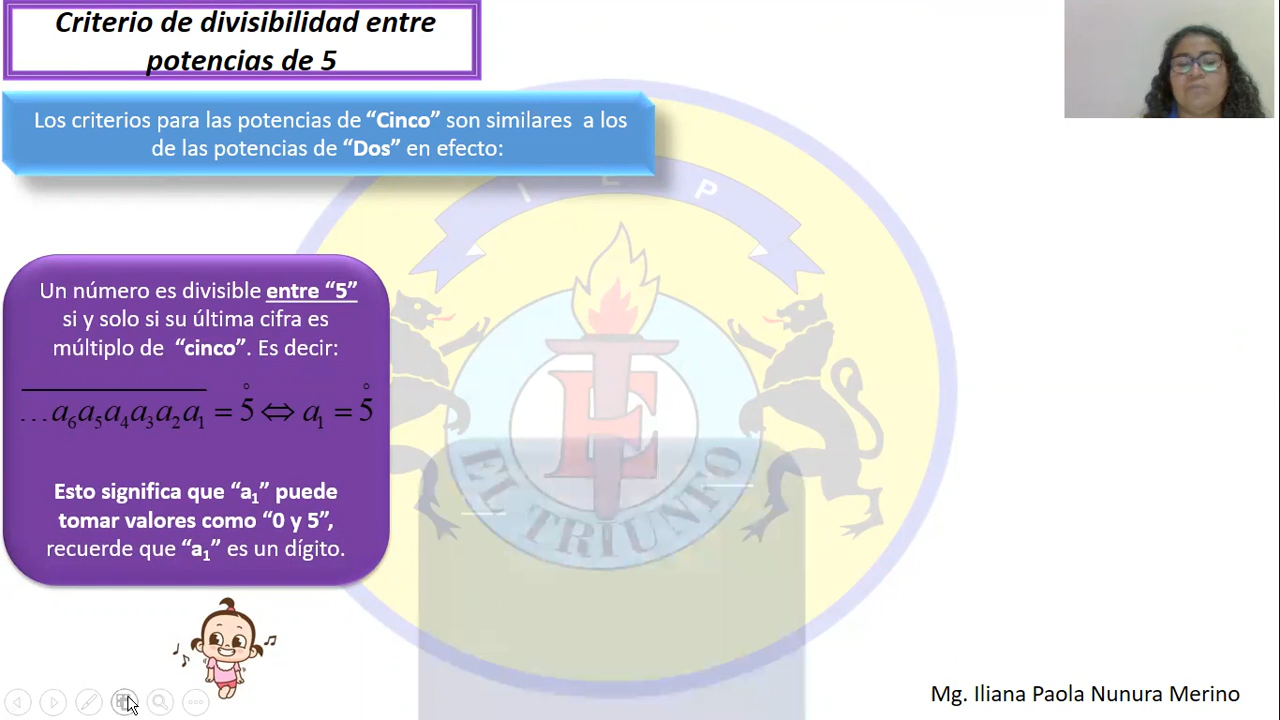 Criterio de divisibilidad entre
potencias de 5
Los criterios para las potencias de “Cinco” son similares a los
de las potencias de “Dos” en efecto:
I E P
Un número es divisible entre “5”
si y solo si su última cifra es
múltiplo de “cinco”. Es decir:
...a₆a₅a₄a₃a₂a₁ = 5̊ ⇔ a₁ = 5̊
Esto significa que “a₁” puede
tomar valores como “0 y 5”,
recuerde que “a₁” es un dígito.
E
EL TRIUNFO
Mg. Iliana Paola Nunura Merino